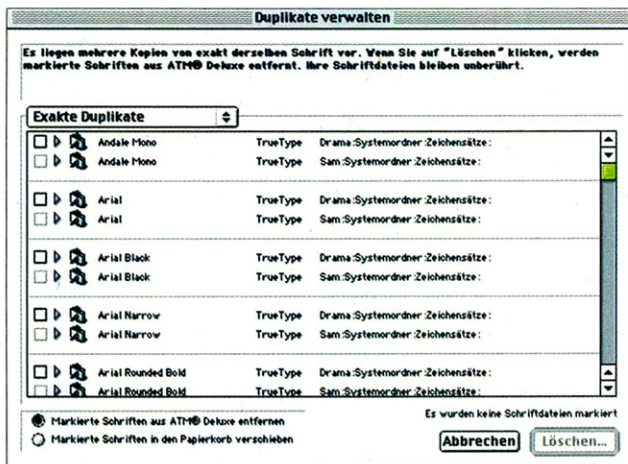 Duplikate verwalten
Es liegen mehrere Kopien von exakt derselben Schrift vor. Wenn Sie auf "Löschen" klicken, werden
markierte Schriften aus ATM® Deluxe entfernt. Ihre Schriftdateien bleiben unberührt.
Exakte Duplikate
Andale Mono TrueType Drama:Systemordner:Zeichensätze:
Andale Mono TrueType Sam:Systemordner:Zeichensätze:
Arial TrueType Drama:Systemordner:Zeichensätze:
Arial TrueType Sam:Systemordner:Zeichensätze:
Arial Black TrueType Drama:Systemordner:Zeichensätze:
Arial Black TrueType Sam:Systemordner:Zeichensätze:
Arial Narrow TrueType Drama:Systemordner:Zeichensätze:
Arial Narrow TrueType Sam:Systemordner:Zeichensätze:
Arial Rounded Bold TrueType Drama:Systemordner:Zeichensätze:
Arial Rounded Bold TrueType Sam:Systemordner:Zeichensätze:
Es wurden keine Schriftdateien markiert
Markierte Schriften aus ATM® Deluxe entfernen
Markierte Schriften in den Papierkorb verschieben
Abbrechen Löschen...